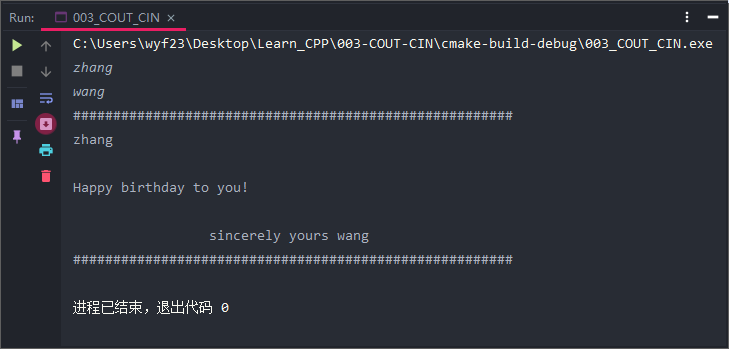 Run: 003_COUT_CIN ×
C:\Users\wyf23\Desktop\Learn_CPP\003-COUT-CIN\cmake-build-debug\003_COUT_CIN.exe
zhang
wang
#######################################################
zhang
Happy birthday to you!
sincerely yours wang
#######################################################
进程已结束，退出代码 0